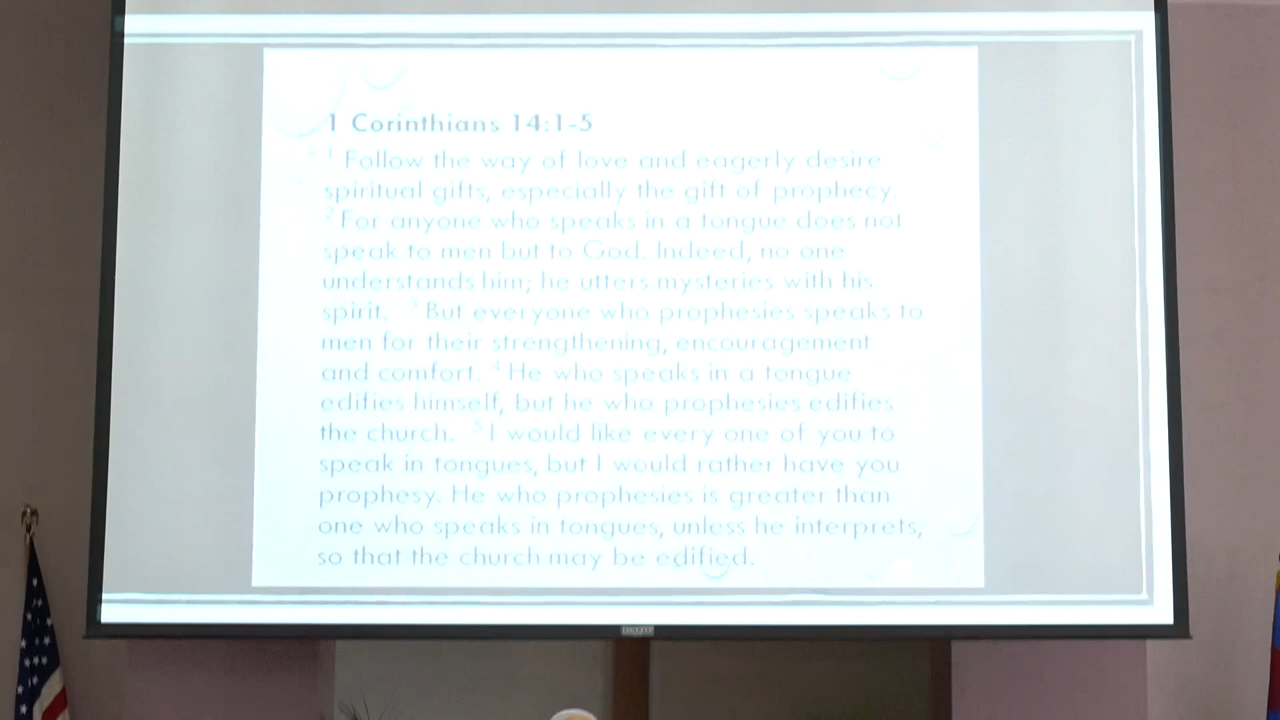 1 Corinthians 14:1-5
1 Follow the way of love and eagerly desire
spiritual gifts, especially the gift of prophecy.
2 For anyone who speaks in a tongue does not
speak to men but to God. Indeed, no one
understands him; he utters mysteries with his
spirit. 3 But everyone who prophesies speaks to
men for their strengthening, encouragement
and comfort. 4 He who speaks in a tongue
edifies himself, but he who prophesies edifies
the church. 5 I would like every one of you to
speak in tongues, but I would rather have you
prophesy. He who prophesies is greater than
one who speaks in tongues, unless he interprets,
so that the church may be edified.